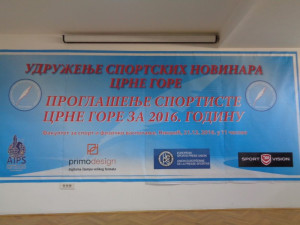 УДРУЖЕЊЕ СПОРТСКИХ НОВИНАРА
ЦРНЕ ГОРЕ
ПРОГЛАШЕЊЕ СПОРТИСТЕ
ЦРНЕ ГОРЕ ЗА 2016. ГОДИНУ
AIPS
primodesign
SPORT VISION